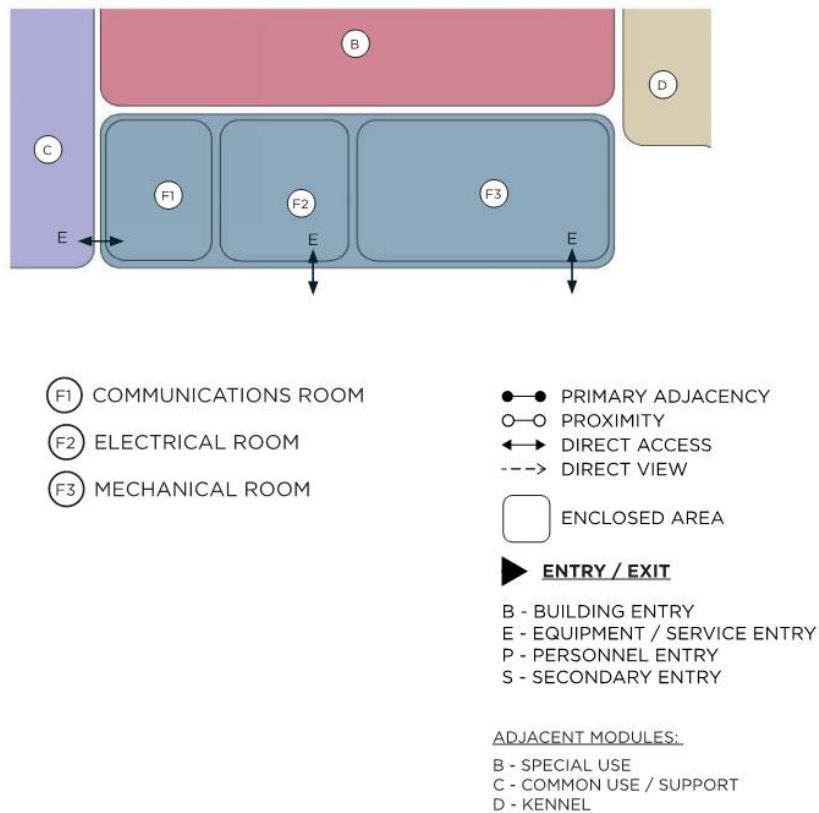 B
D
C
F1
F2
F3
E
E
E
F1 COMMUNICATIONS ROOM
F2 ELECTRICAL ROOM
F3 MECHANICAL ROOM
PRIMARY ADJACENCY
PROXIMITY
DIRECT ACCESS
DIRECT VIEW
ENCLOSED AREA
ENTRY / EXIT
B - BUILDING ENTRY
E - EQUIPMENT / SERVICE ENTRY
P - PERSONNEL ENTRY
S - SECONDARY ENTRY
ADJACENT MODULES:
B - SPECIAL USE
C - COMMON USE / SUPPORT
D - KENNEL